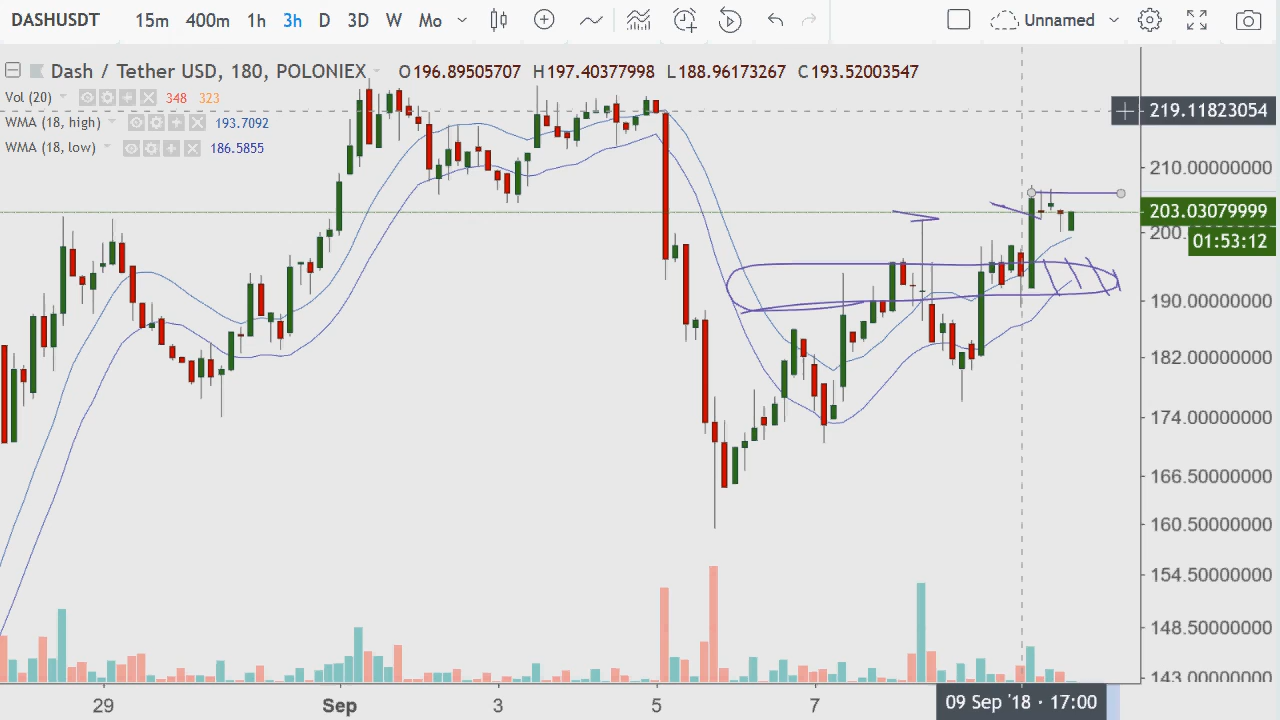 DASHUSDT 15m 400m 1h 3h D 3D W Mo Unnamed
Dash / Tether USD, 180, POLONIEX O196.89505707 H197.40377998 L188.96173267 C193.52003547
Vol (20) 348 323
219.11823054
WMA (18, high) 193.7092
WMA (18, low) 186.5855
210.00000000
203.03079999
200.
01:53:12
190.00000000
182.00000000
174.00000000
166.50000000
160.50000000
154.50000000
148.50000000
143.00000000
29 Sep 3 5 7 09 Sep '18 · 17:00